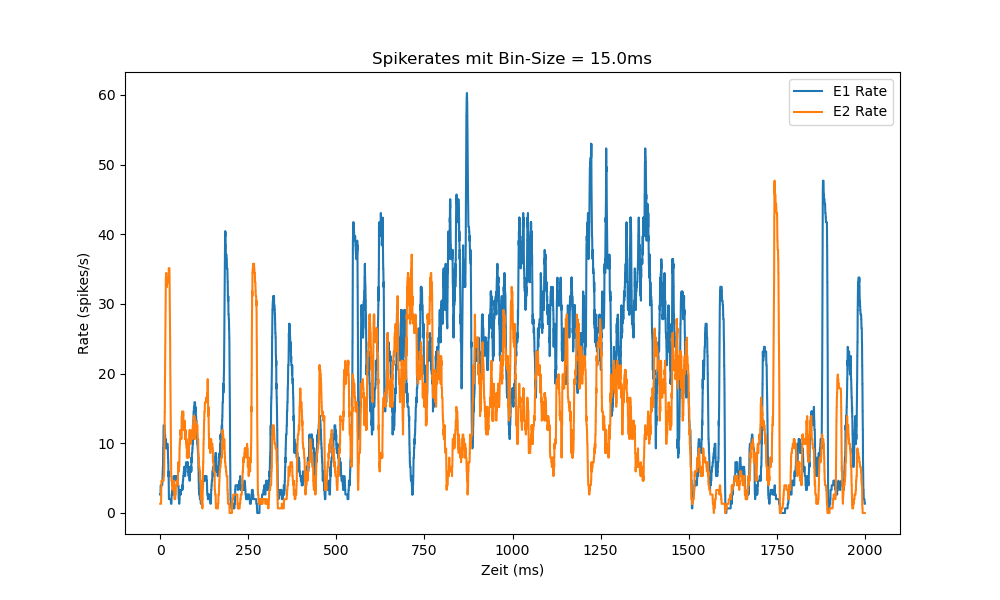 Spikerates mit Bin-Size = 15.0ms
E1 Rate
E2 Rate
60
50
40
30
20
10
0
Rate (spikes/s)
0 250 500 750 1000 1250 1500 1750 2000
Zeit (ms)